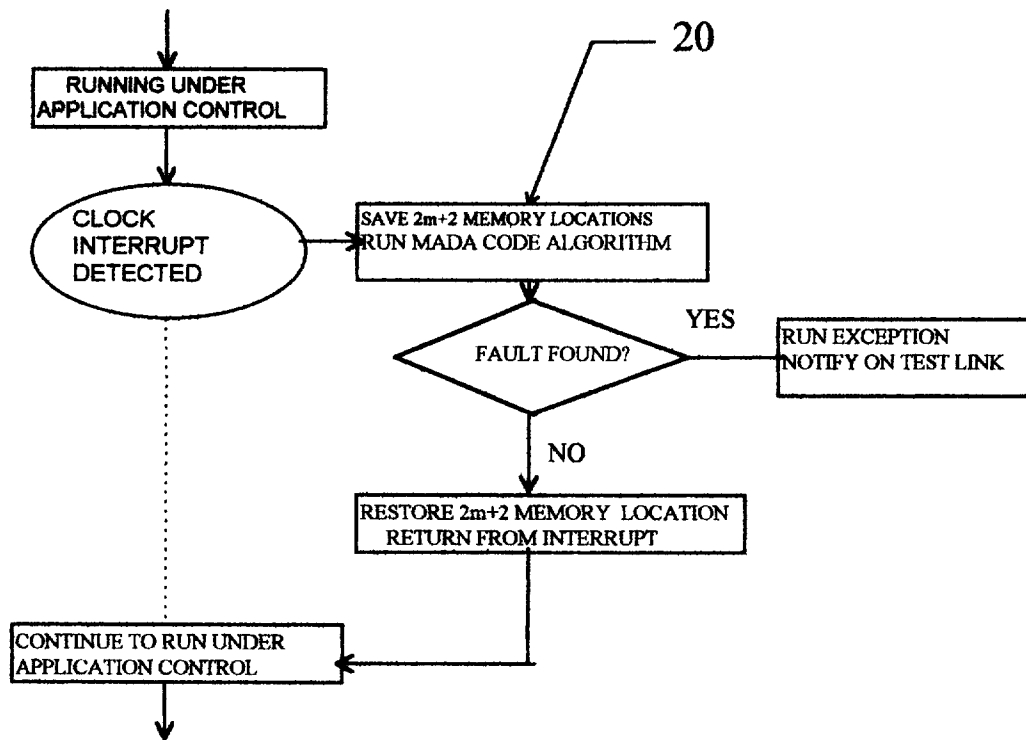 20
RUNNING UNDER
APPLICATION CONTROL
CLOCK
INTERRUPT
DETECTED
SAVE 2m+2 MEMORY LOCATIONS
RUN MADA CODE ALGORITHM
FAULT FOUND?
YES
RUN EXCEPTION
NOTIFY ON TEST LINK
NO
RESTORE 2m+2 MEMORY LOCATION
RETURN FROM INTERRUPT
CONTINUE TO RUN UNDER
APPLICATION CONTROL